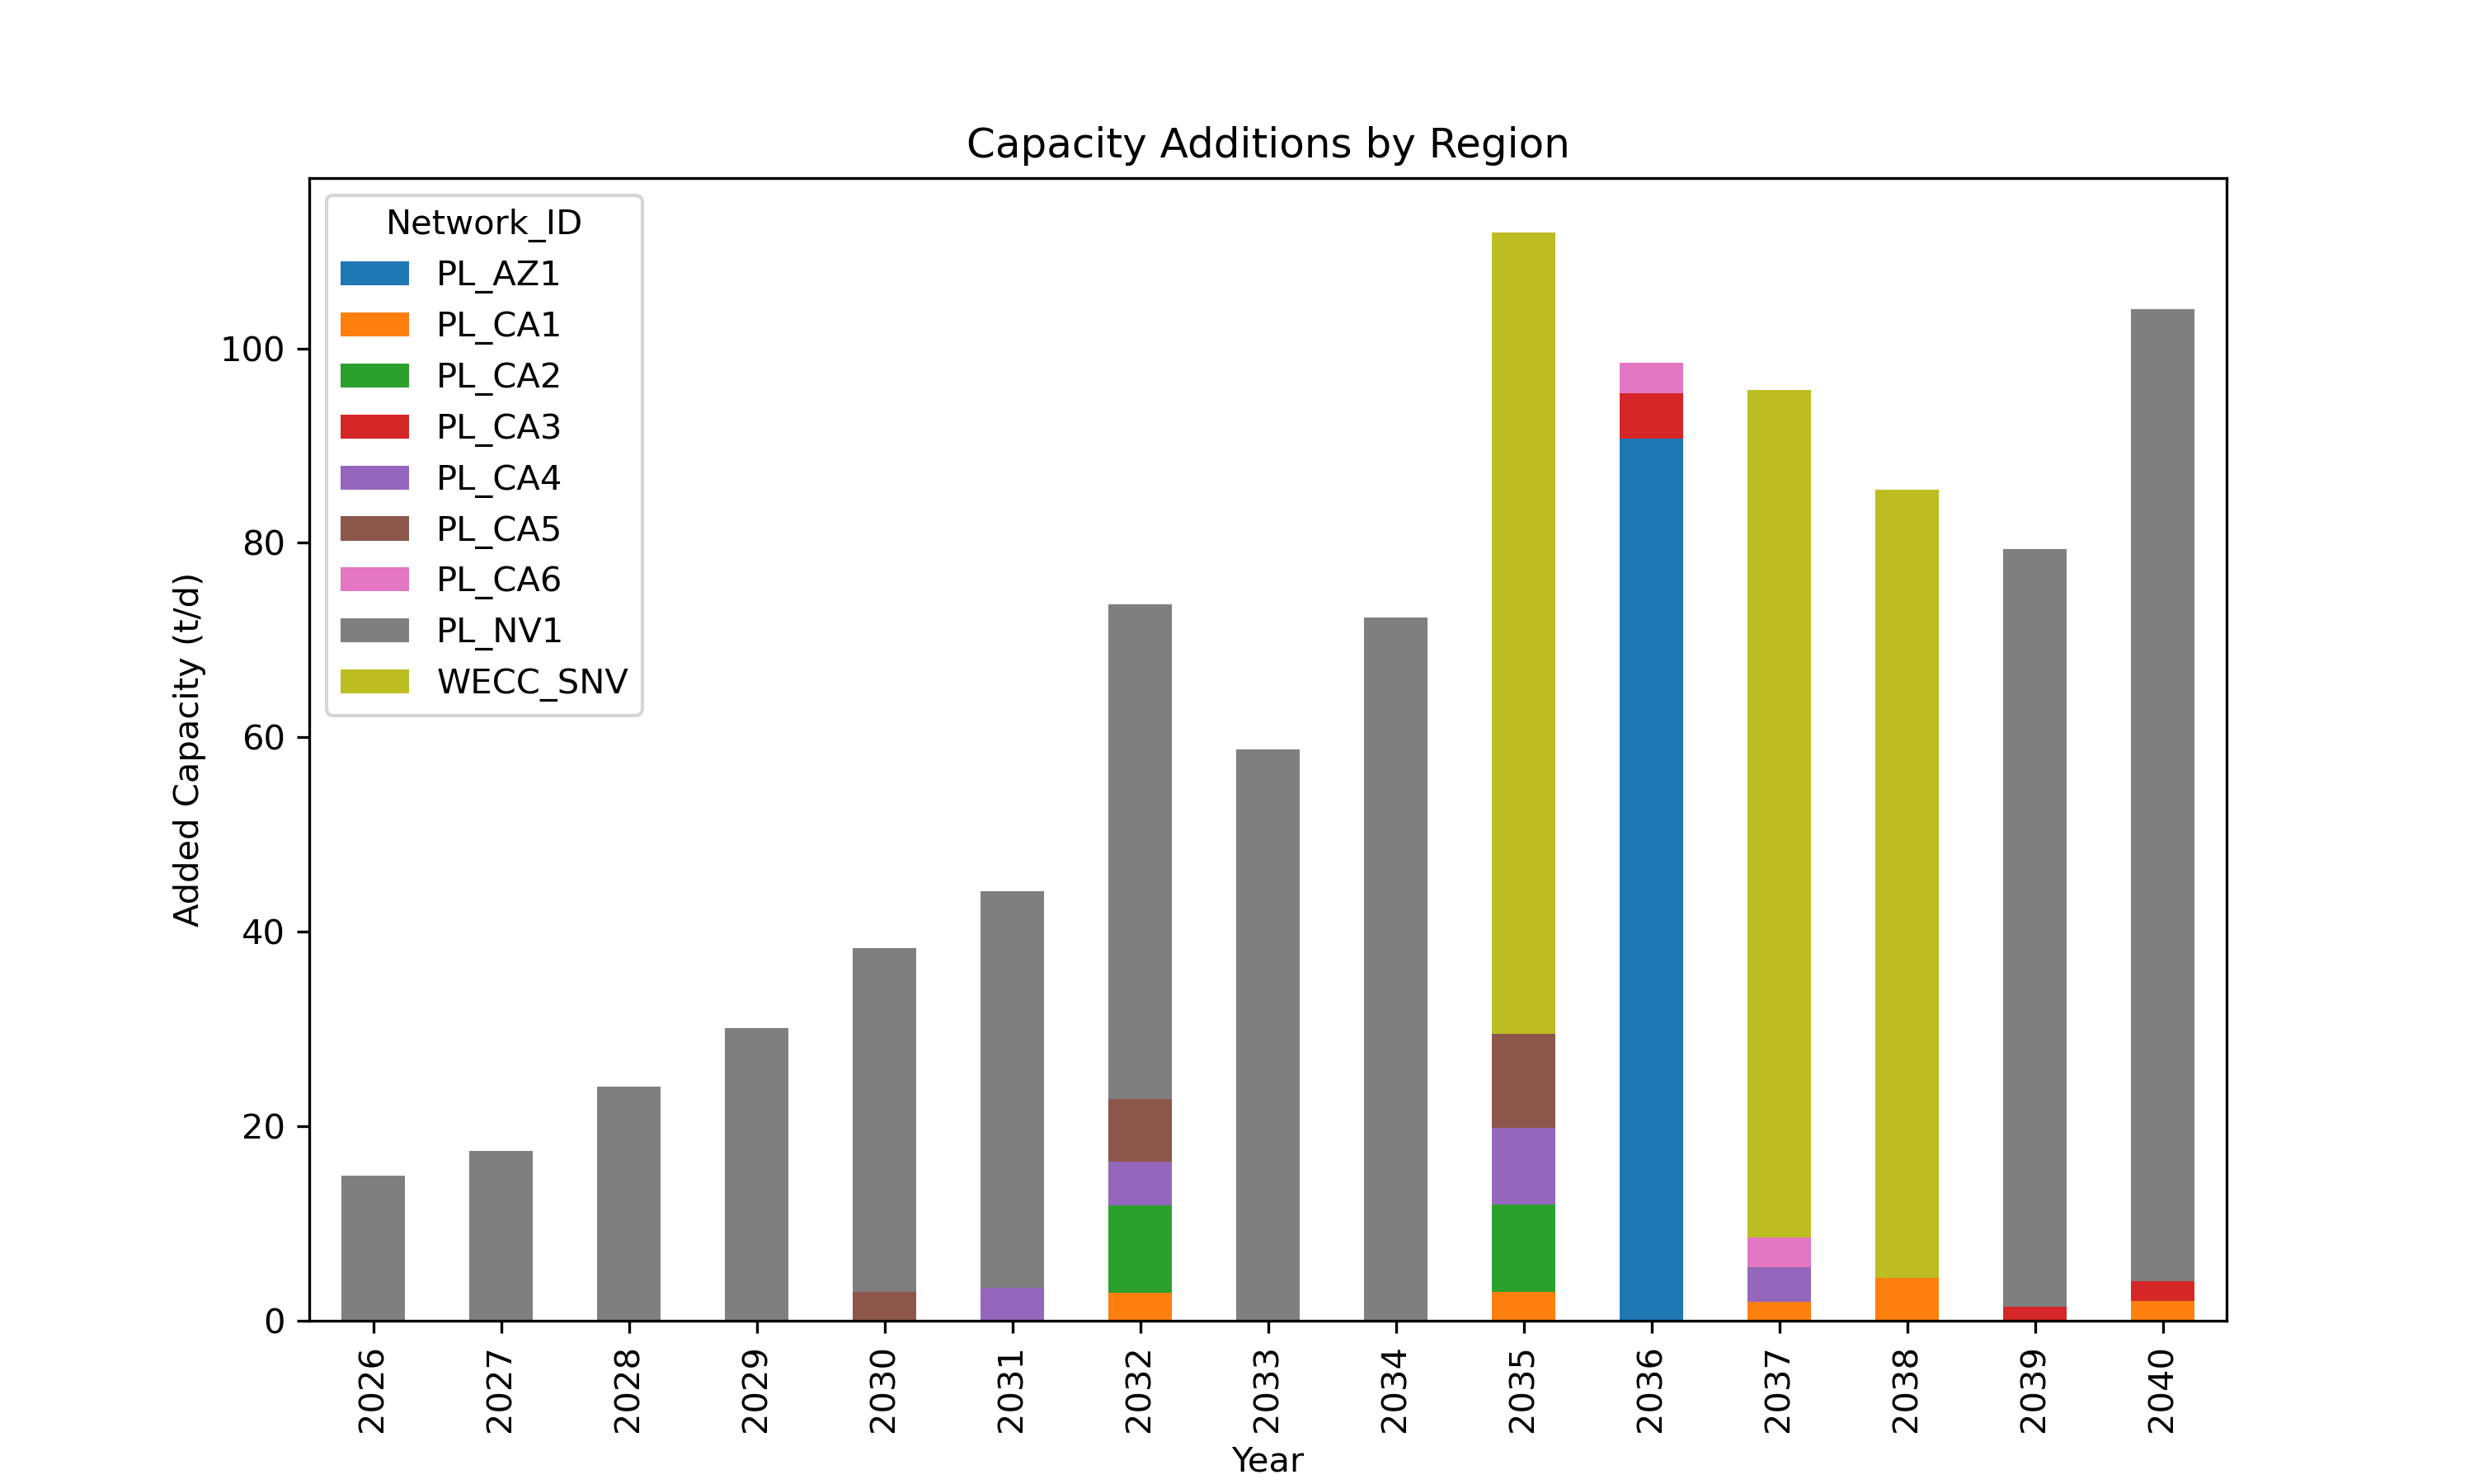 Capacity Additions by Region
Network_ID
PL_AZ1
PL_CA1
PL_CA2
PL_CA3
PL_CA4
PL_CA5
PL_CA6
PL_NV1
WECC_SNV
Added Capacity (t/d)
100
80
60
40
20
0
2026
2027
2028
2029
2030
2031
2032
2033
2034
2035
2036
2037
2038
2039
2040
Year